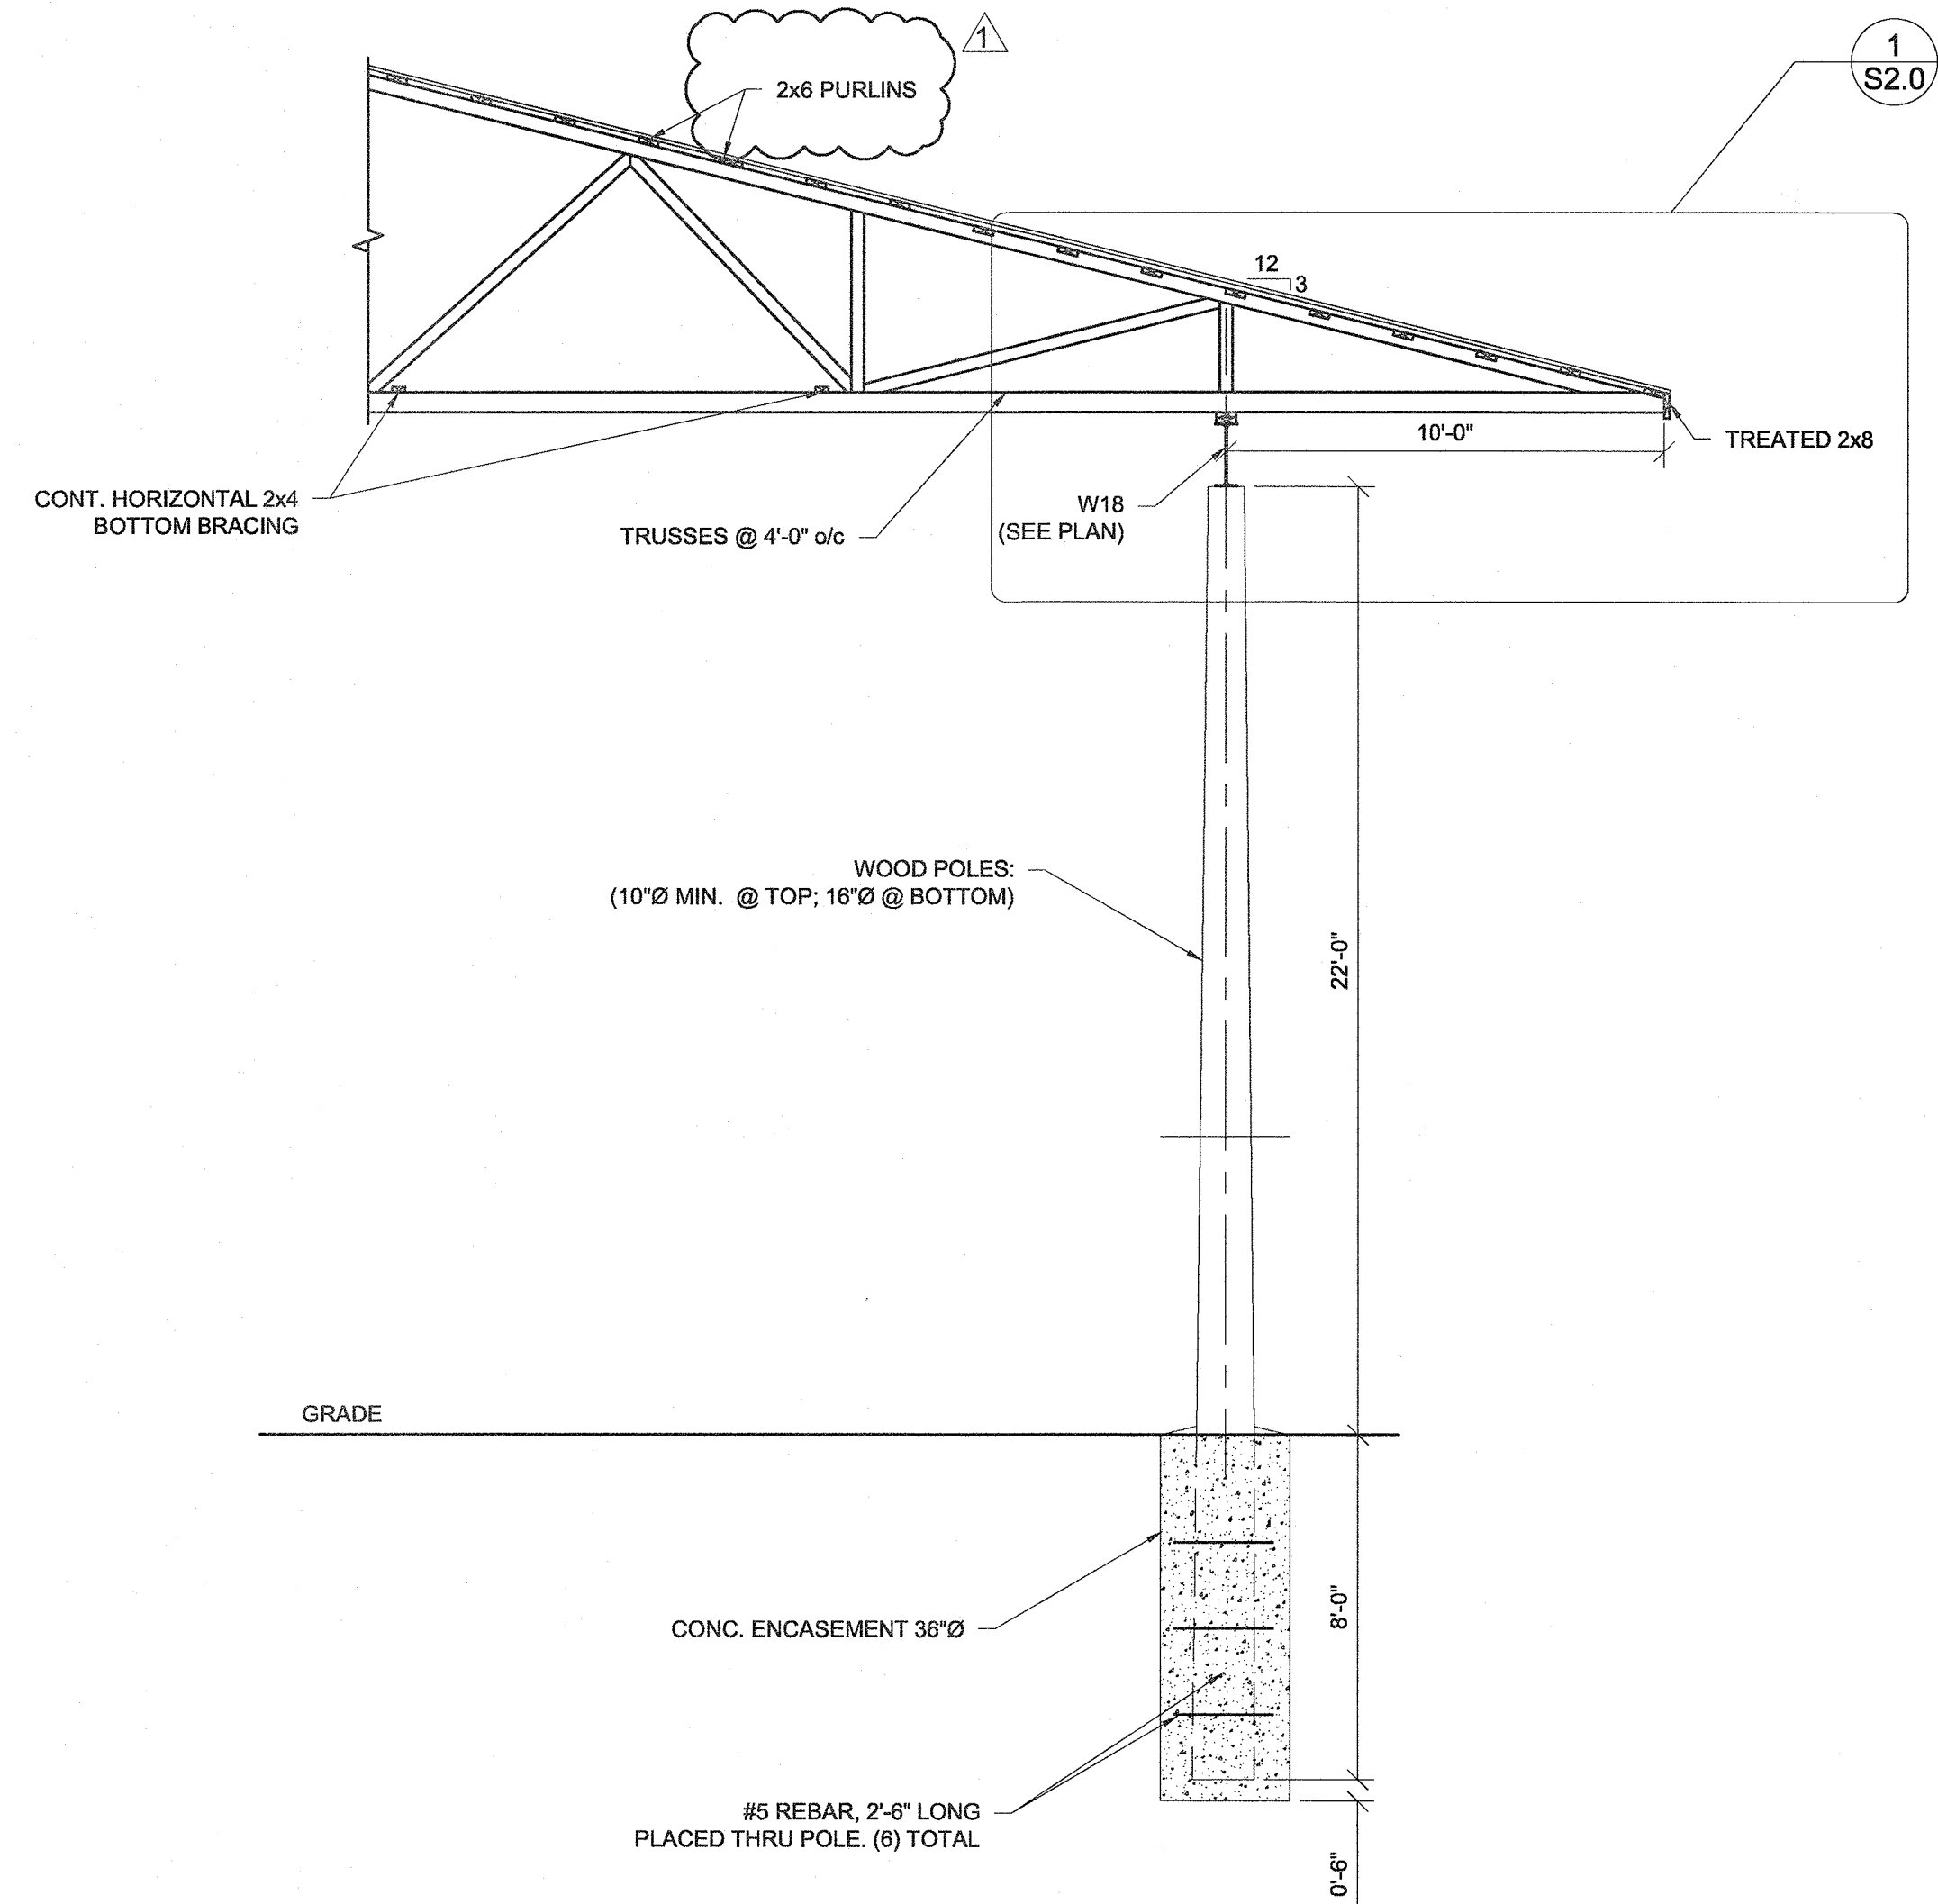 1
2x6 PURLINS
1
S2.0
12
3
10'-0"
TREATED 2x8
CONT. HORIZONTAL 2x4
BOTTOM BRACING
TRUSSES @ 4'-0" o/c
W18
(SEE PLAN)
WOOD POLES:
(10"Ø MIN. @ TOP; 16"Ø @ BOTTOM)
22'-0"
GRADE
CONC. ENCASEMENT 36"Ø
8'-0"
#5 REBAR, 2'-6" LONG
PLACED THRU POLE. (6) TOTAL
0'-6"